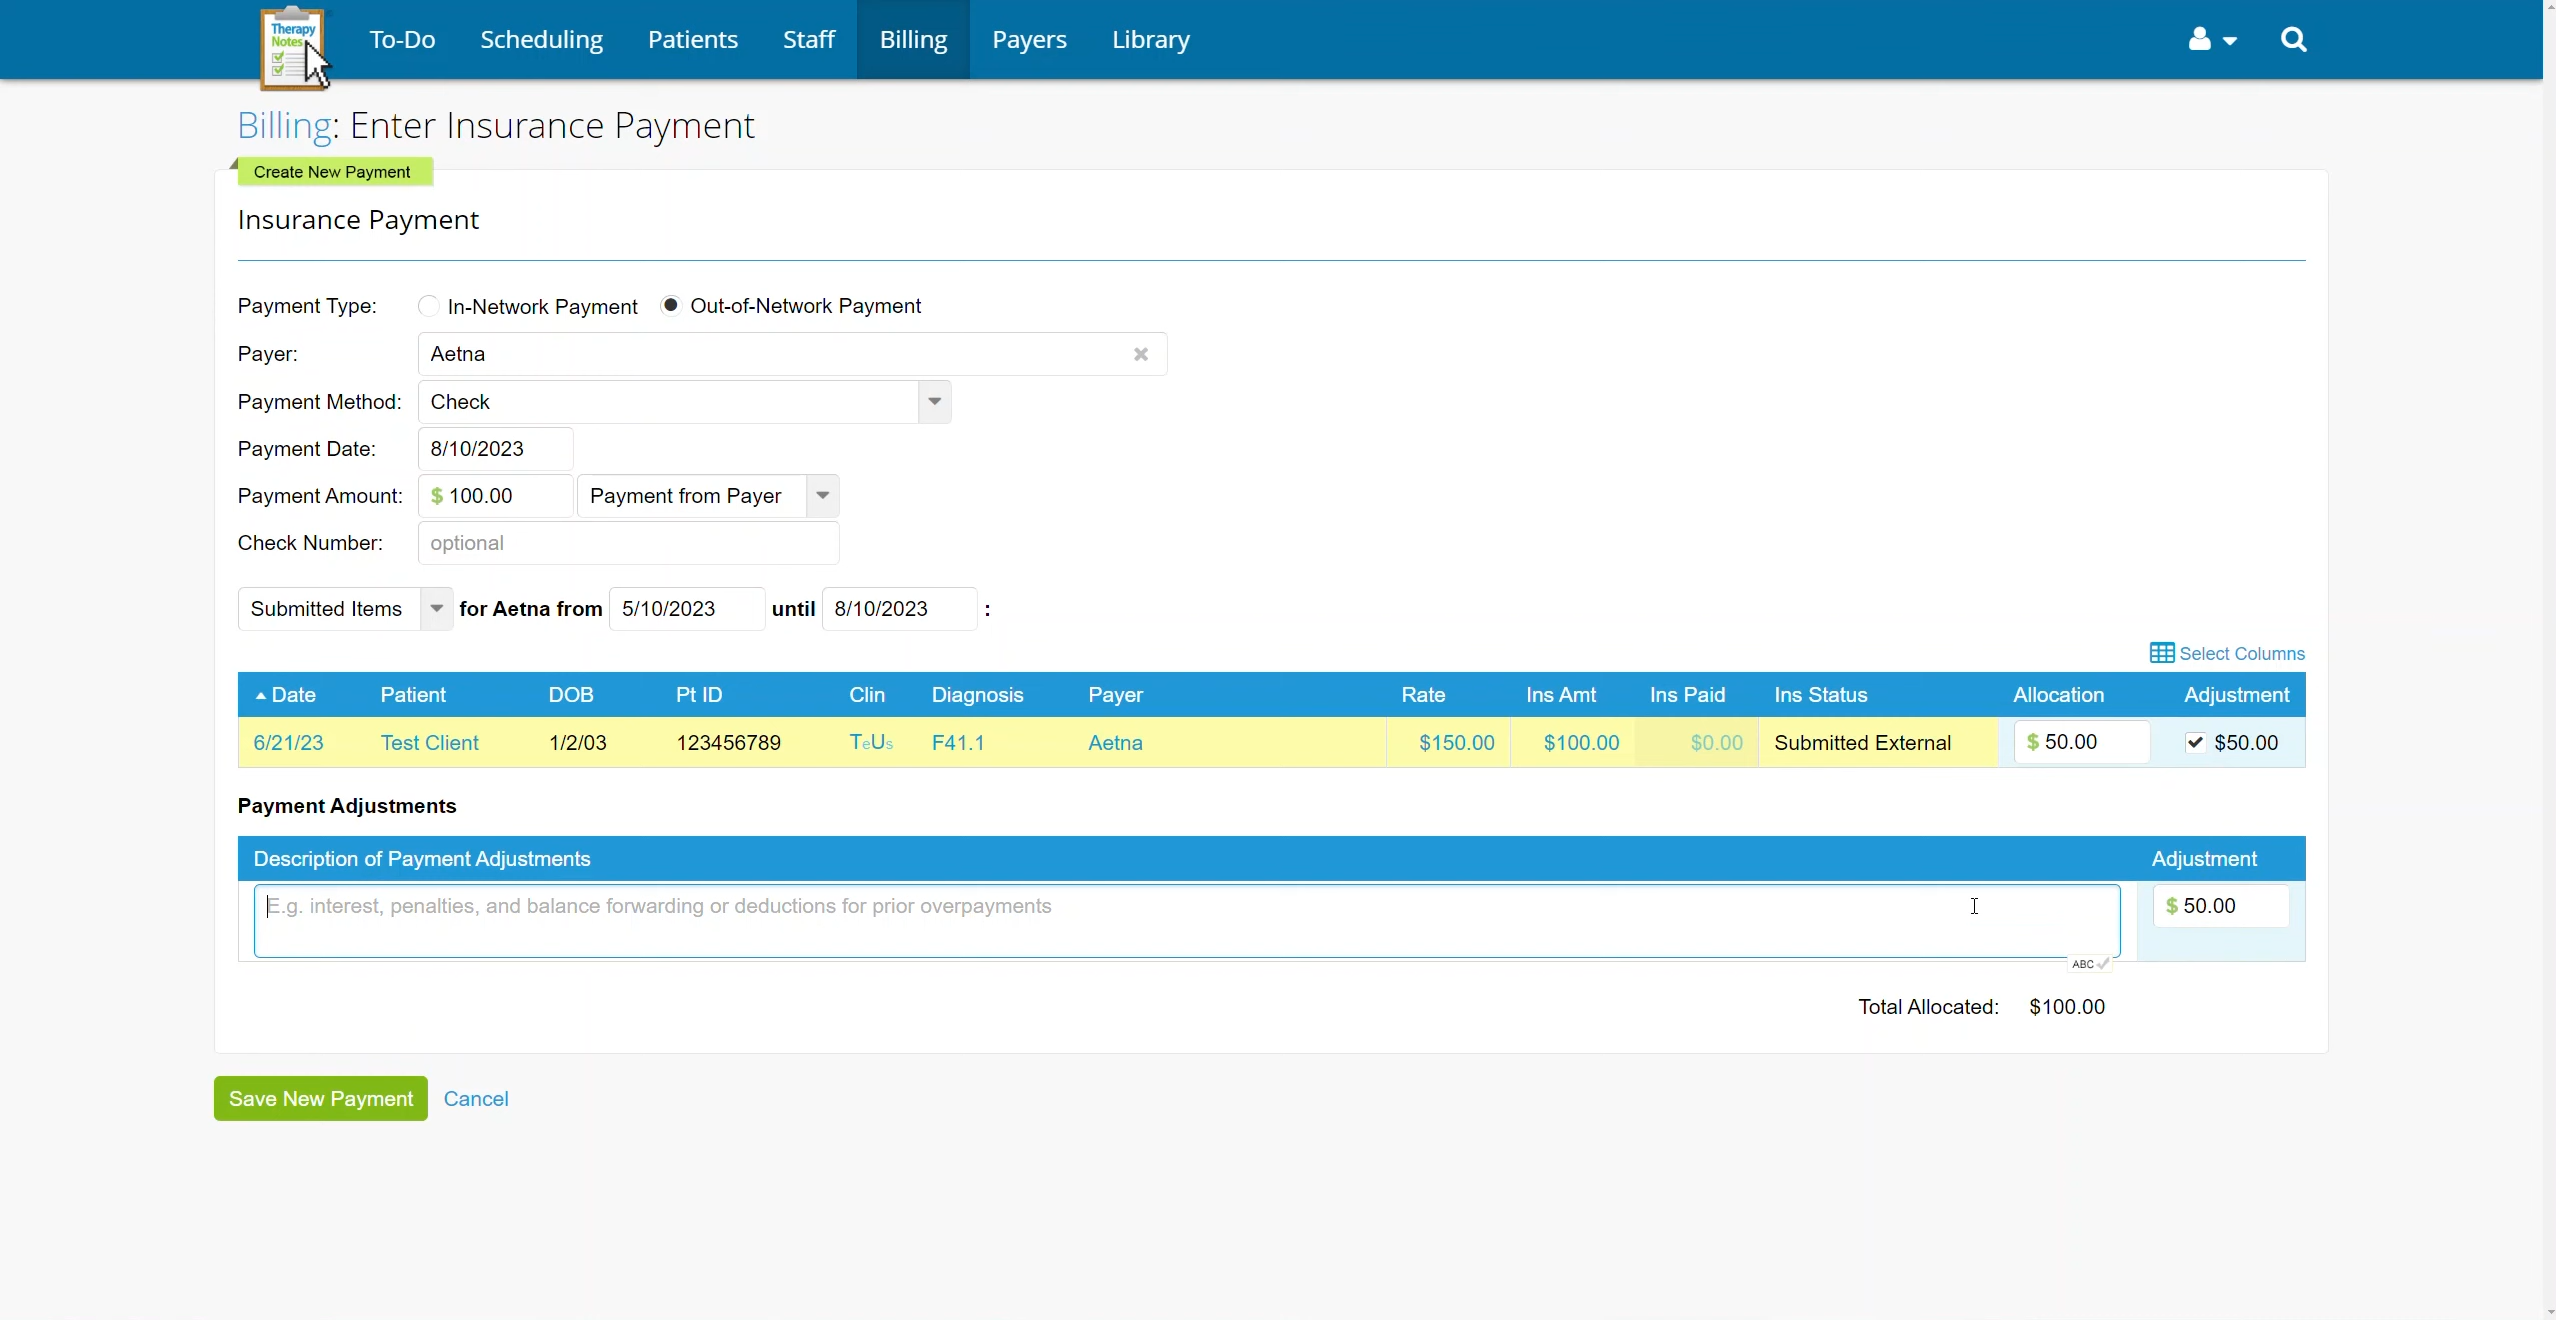 Therapy Notes To-Do Scheduling Patients Staff Billing Payers Library
Billing: Enter Insurance Payment
Create New Payment
Insurance Payment
Payment Type: In-Network Payment Out-of-Network Payment
Payer: Aetna
Payment Method: Check
Payment Date: 8/10/2023
Payment Amount: $ 100.00 Payment from Payer
Check Number: optional
Submitted Items for Aetna from 5/10/2023 until 8/10/2023 :
Select Columns
Date Patient DOB Pt ID Clin Diagnosis Payer Rate Ins Amt Ins Paid Ins Status Allocation Adjustment
6/21/23 Test Client 1/2/03 123456789 TeUs F41.1 Aetna $150.00 $100.00 $0.00 Submitted External $ 50.00 $50.00
Payment Adjustments
Description of Payment Adjustments Adjustment
E.g. interest, penalties, and balance forwarding or deductions for prior overpayments $ 50.00
ABC
Total Allocated: $100.00
Save New Payment Cancel